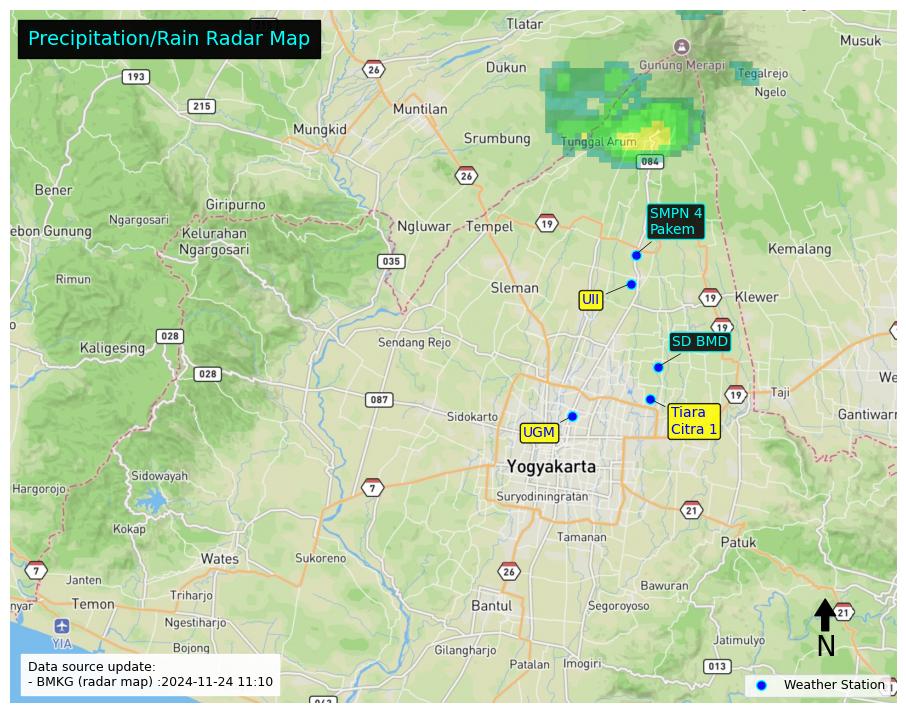 Precipitation/Rain Radar Map
Tlatar
Musuk
193
26
Dukun
Gunung Merapi
Tegalrejo
Ngelo
215
Muntilan
Mungkid
Srumbung
Tunggal Arum
084
26
Bener
Giripurno
SMPN 4
Pakem
Ngargosari
ebon Gunung
Kelurahan
Ngargosari
Ngluwar
Tempel
19
Kemalang
035
Rimun
Sleman
UII
19
Klewer
19
028
Kaligesing
Sendang Rejo
SD BMD
028
We
087
19
Taji
Sidokarto
Tiara
Citra 1
Gantiwarn
UGM
Yogyakarta
Sidowayah
Hargorojo
7
Suryodiningratan
21
Kokap
Tamanan
Patuk
Wates
Sukoreno
7
Janten
26
Bawuran
nyar
Temon
Triharjo
Bantul
Segoroyoso
21
Ngestiharjo
YIA
N
Bojong
Gilangharjo
Jatimulyo
Data source update:
- BMKG (radar map) :2024-11-24 11:10
Patalan
Imogiri
013
Weather Station